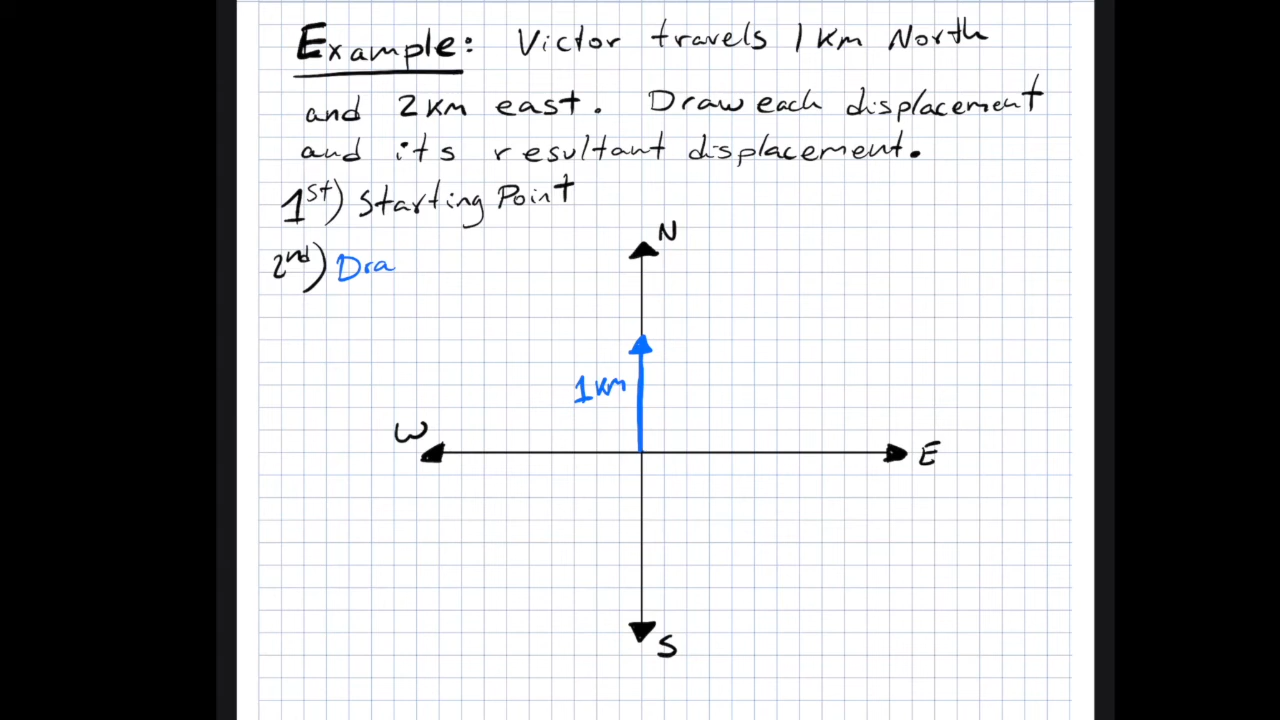 Example: Victor travels 1 Km North
and 2 Km east. Draw each displacement
and its resultant displacement.
1st) Starting Point
N
2nd) Dra
1 Km
W
E
S